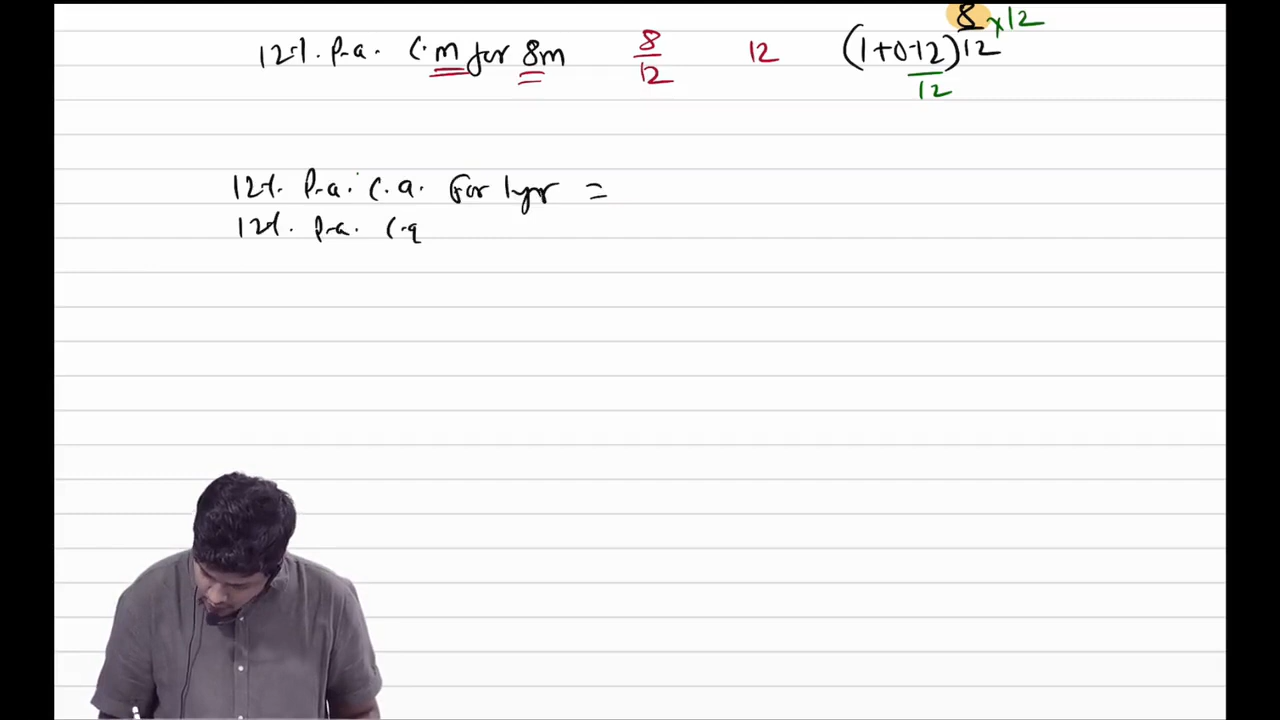 12%. P.a. C.m for 8m 8/12 12 (1+0.12/12)^8/12 ×12
12%. P.a. C.a. For 1yr =
12%. P.a. C.q